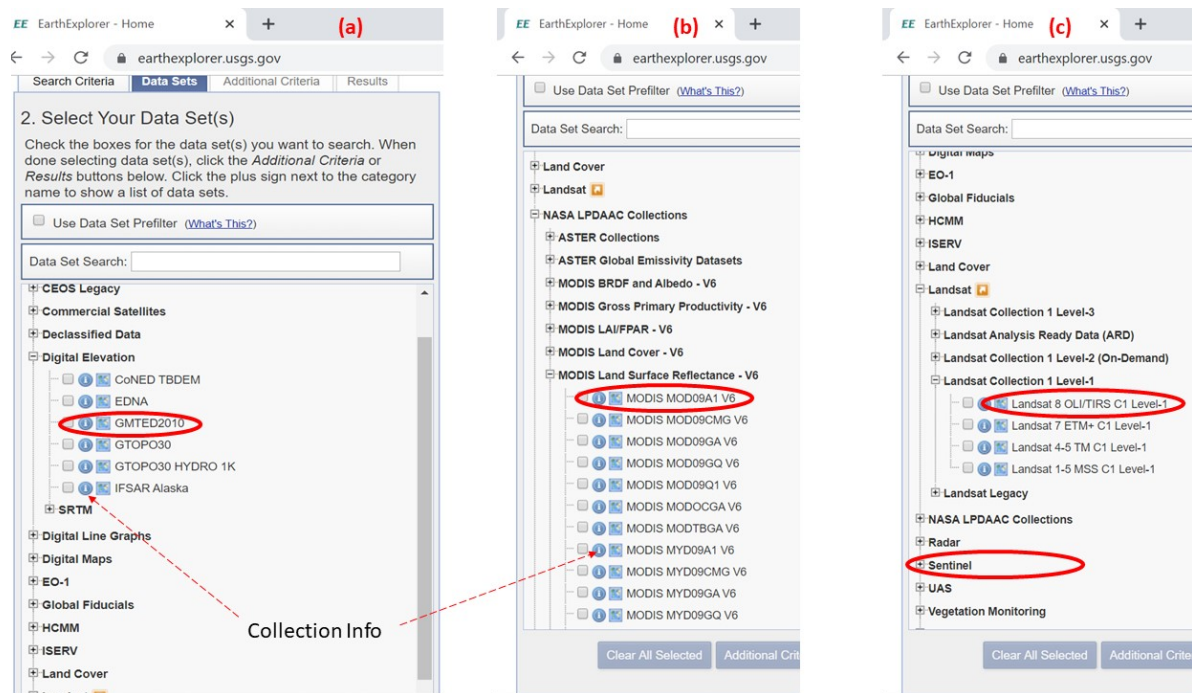 EE EarthExplorer - Home × + (a)
earthexplorer.usgs.gov
Search Criteria Data Sets Additional Criteria Results
2. Select Your Data Set(s)
Check the boxes for the data set(s) you want to search. When
done selecting data set(s), click the Additional Criteria or
Results buttons below. Click the plus sign next to the category
name to show a list of data sets.
Use Data Set Prefilter (What's This?)
Data Set Search:
CEOS Legacy
Commercial Satellites
Declassified Data
Digital Elevation
CoNED TBDEM
EDNA
GMTED2010
GTOPO30
GTOPO30 HYDRO 1K
IFSAR Alaska
SRTM
Digital Line Graphs
Digital Maps
EO-1
Global Fiducials
HCMM
ISERV
Land Cover
Collection Info
EE EarthExplorer - Home (b) × +
earthexplorer.usgs.gov
Use Data Set Prefilter (What's This?)
Data Set Search:
Land Cover
Landsat
NASA LPDAAC Collections
ASTER Collections
ASTER Global Emissivity Datasets
MODIS BRDF and Albedo - V6
MODIS Gross Primary Productivity - V6
MODIS LAI/FPAR - V6
MODIS Land Cover - V6
MODIS Land Surface Reflectance - V6
MODIS MOD09A1 V6
MODIS MOD09CMG V6
MODIS MOD09GA V6
MODIS MOD09GQ V6
MODIS MOD09Q1 V6
MODIS MODOCGA V6
MODIS MODTBGA V6
MODIS MYD09A1 V6
MODIS MYD09CMG V6
MODIS MYD09GA V6
MODIS MYD09GQ V6
Clear All Selected Additional Crit
EE EarthExplorer - Home (c) × +
earthexplorer.usgs.gov
Use Data Set Prefilter (What's This?)
Data Set Search:
Digital Maps
EO-1
Global Fiducials
HCMM
ISERV
Land Cover
Landsat
Landsat Collection 1 Level-3
Landsat Analysis Ready Data (ARD)
Landsat Collection 1 Level-2 (On-Demand)
Landsat Collection 1 Level-1
Landsat 8 OLI/TIRS C1 Level-1
Landsat 7 ETM+ C1 Level-1
Landsat 4-5 TM C1 Level-1
Landsat 1-5 MSS C1 Level-1
Landsat Legacy
NASA LPDAAC Collections
Radar
Sentinel
UAS
Vegetation Monitoring
Clear All Selected Additional Crite